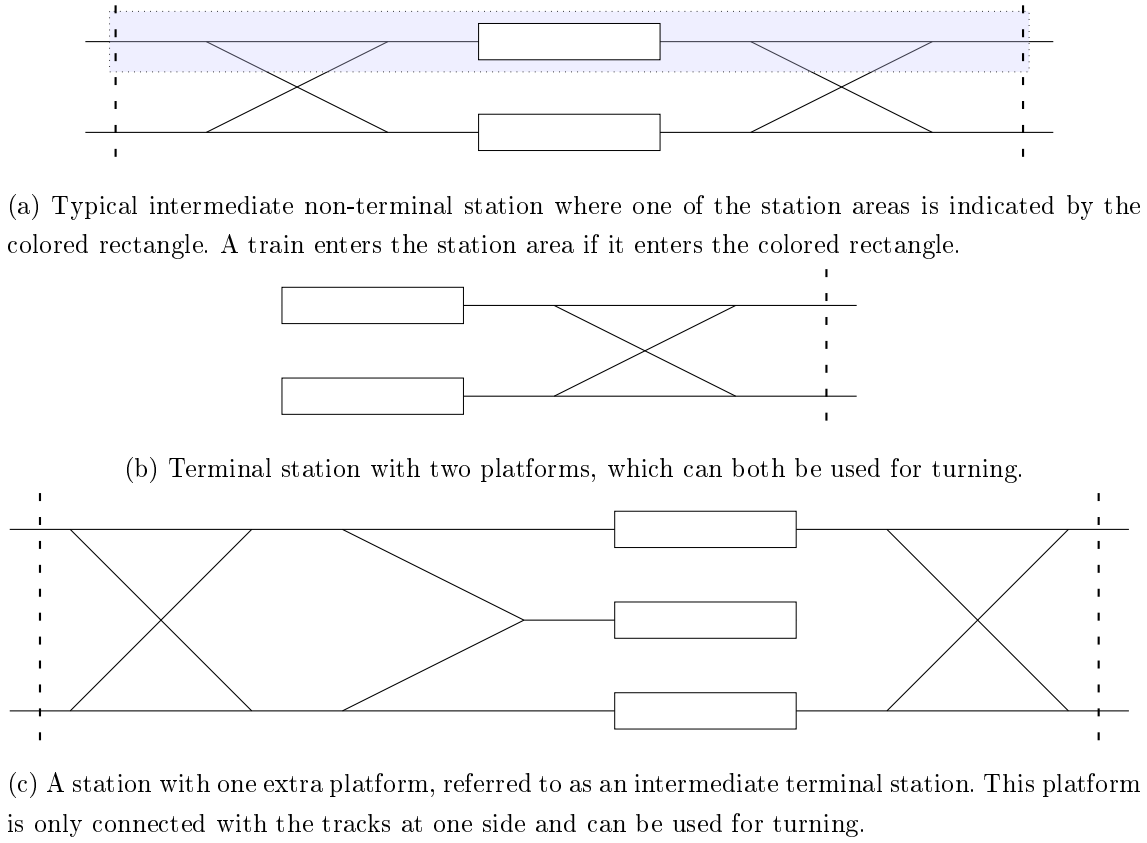 (a) Typical intermediate non-terminal station where one of the station areas is indicated by the
colored rectangle. A train enters the station area if it enters the colored rectangle.
(b) Terminal station with two platforms, which can both be used for turning.
(c) A station with one extra platform, referred to as an intermediate terminal station. This platform
is only connected with the tracks at one side and can be used for turning.